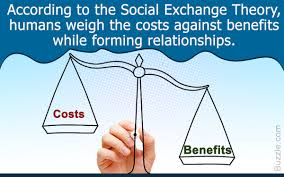 According to the Social Exchange Theory,
humans weigh the costs against benefits
while forming relationships.
Costs
Benefits
Buzzle.com